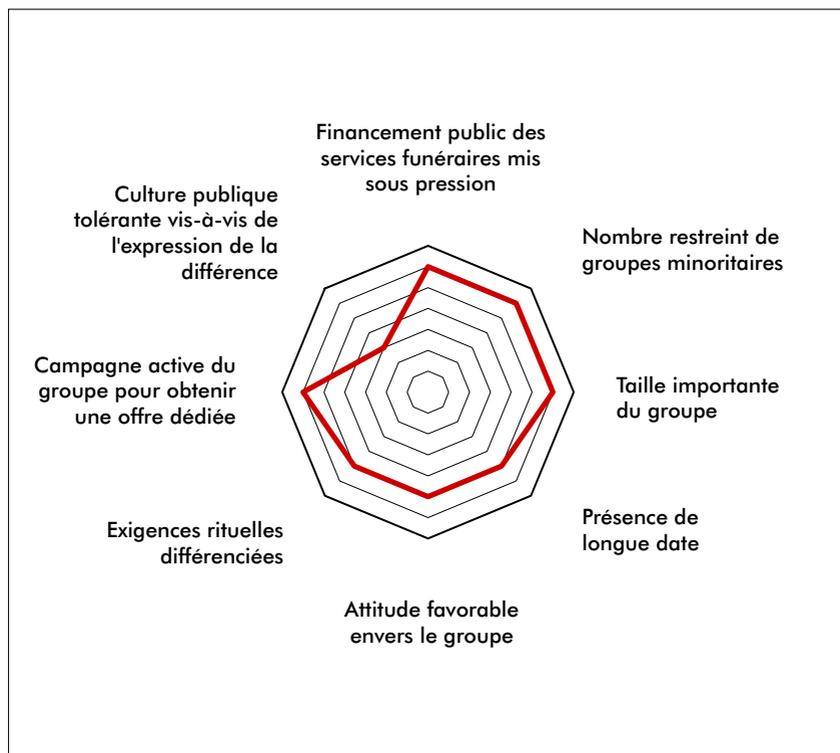 Financement public des
services funéraires mis
sous pression
Nombre restreint de
groupes minoritaires
Taille importante
du groupe
Présence de
longue date
Attitude favorable
envers le groupe
Exigences rituelles
différenciées
Campagne active du
groupe pour obtenir
une offre dédiée
Culture publique
tolérante vis-à-vis de
l'expression de la
différence